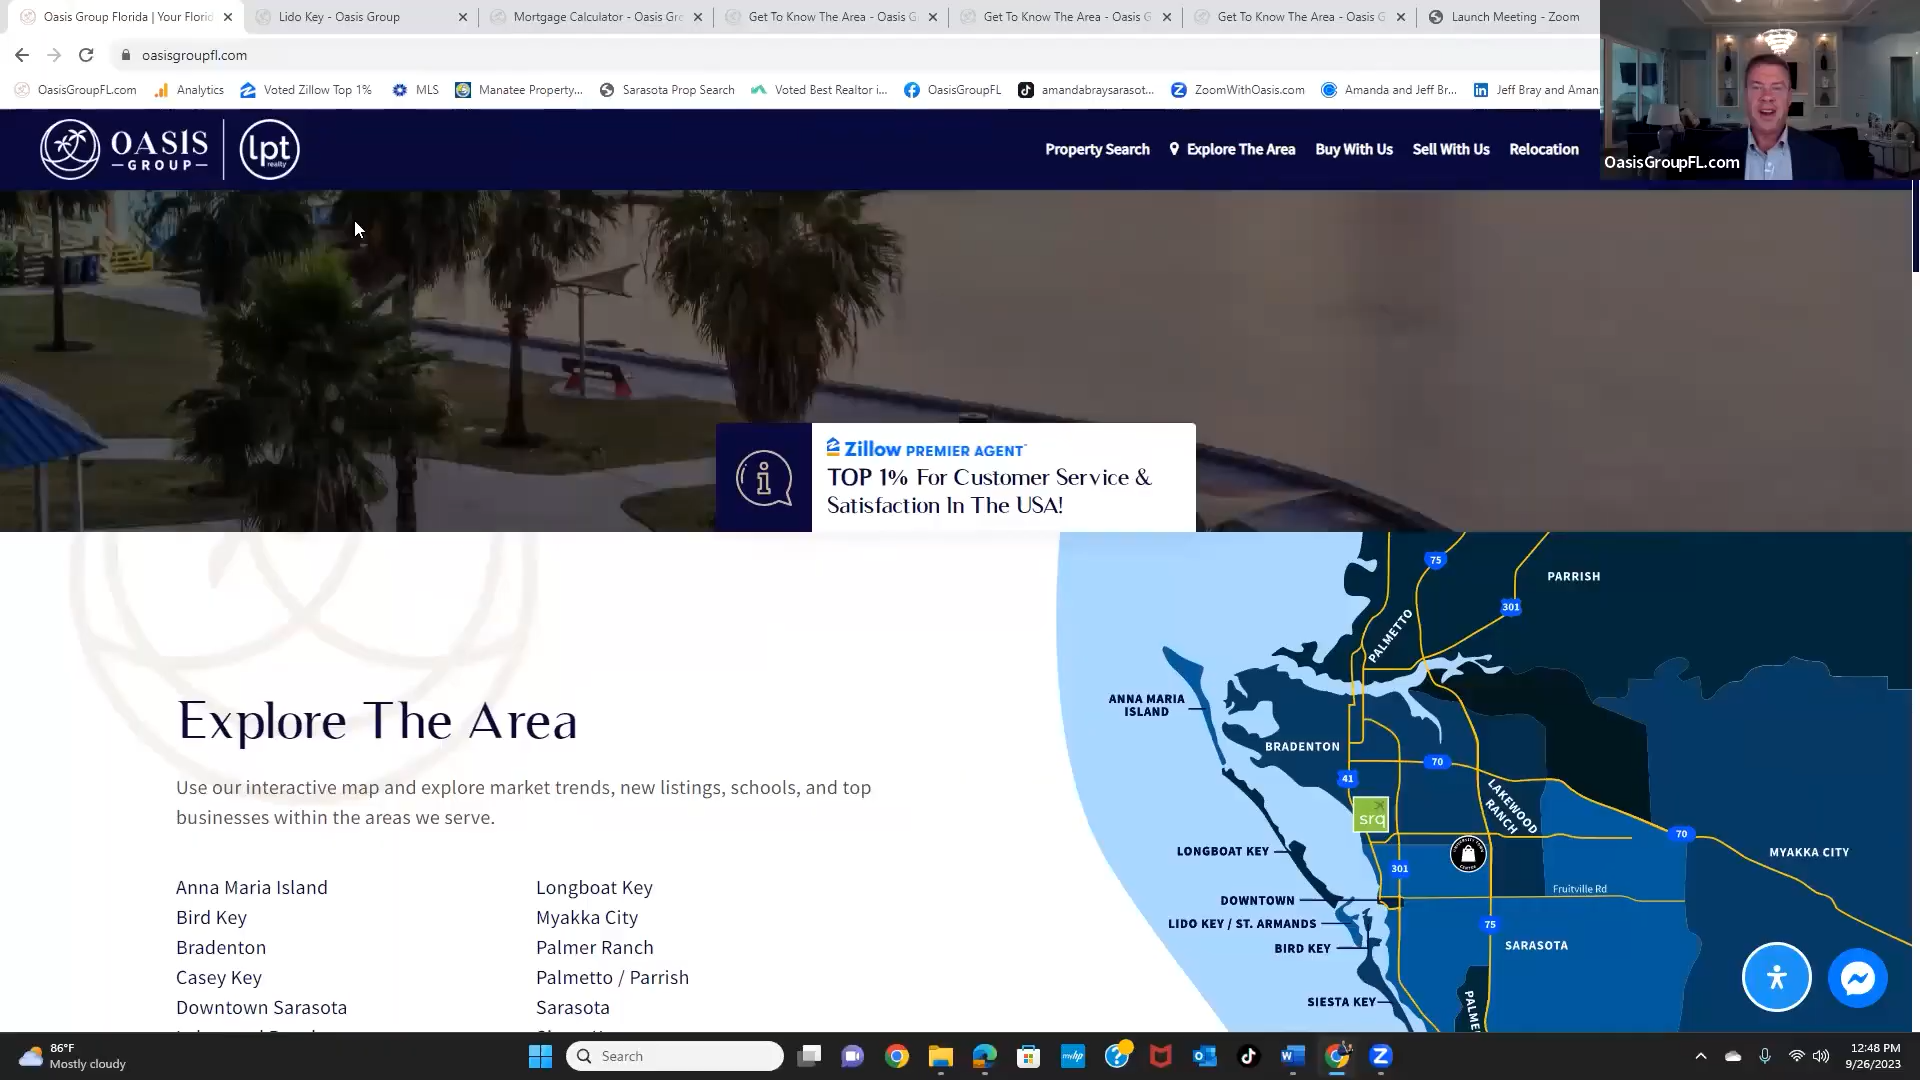 Oasis Group Florida | Your Florid
Lido Key - Oasis Group
Mortgage Calculator - Oasis Gro
Get To Know The Area - Oasis G
Get To Know The Area - Oasis G
Get To Know The Area - Oasis G
Launch Meeting - Zoom
oasisgroupfl.com
OasisGroupFL.com
Analytics
Voted Zillow Top 1%
MLS
Manatee Property...
Sarasota Prop Search
Voted Best Realtor i...
OasisGroupFL
amandabraysarasot...
ZoomWithOasis.com
Amanda and Jeff Br...
Jeff Bray and Aman
OASIS
GROUP
lpt
realty
Property Search
Explore The Area
Buy With Us
Sell With Us
Relocation
OasisGroupFL.com
Zillow PREMIER AGENT
TOP 1% For Customer Service &
Satisfaction In The USA!
Explore The Area
Use our interactive map and explore market trends, new listings, schools, and top
businesses within the areas we serve.
Anna Maria Island
Bird Key
Bradenton
Casey Key
Downtown Sarasota
Longboat Key
Myakka City
Palmer Ranch
Palmetto / Parrish
Sarasota
75
PARRISH
301
PALMETTO
ANNA MARIA
ISLAND
BRADENTON
70
41
LAKEWOOD
RANCH
srq
70
MYAKKA CITY
LONGBOAT KEY
301
Fruitville Rd
DOWNTOWN
LIDO KEY / ST. ARMANDS
75
SARASOTA
BIRD KEY
SIESTA KEY
PALME
86°F
Mostly cloudy
Search
myhp
12:48 PM
9/26/2023